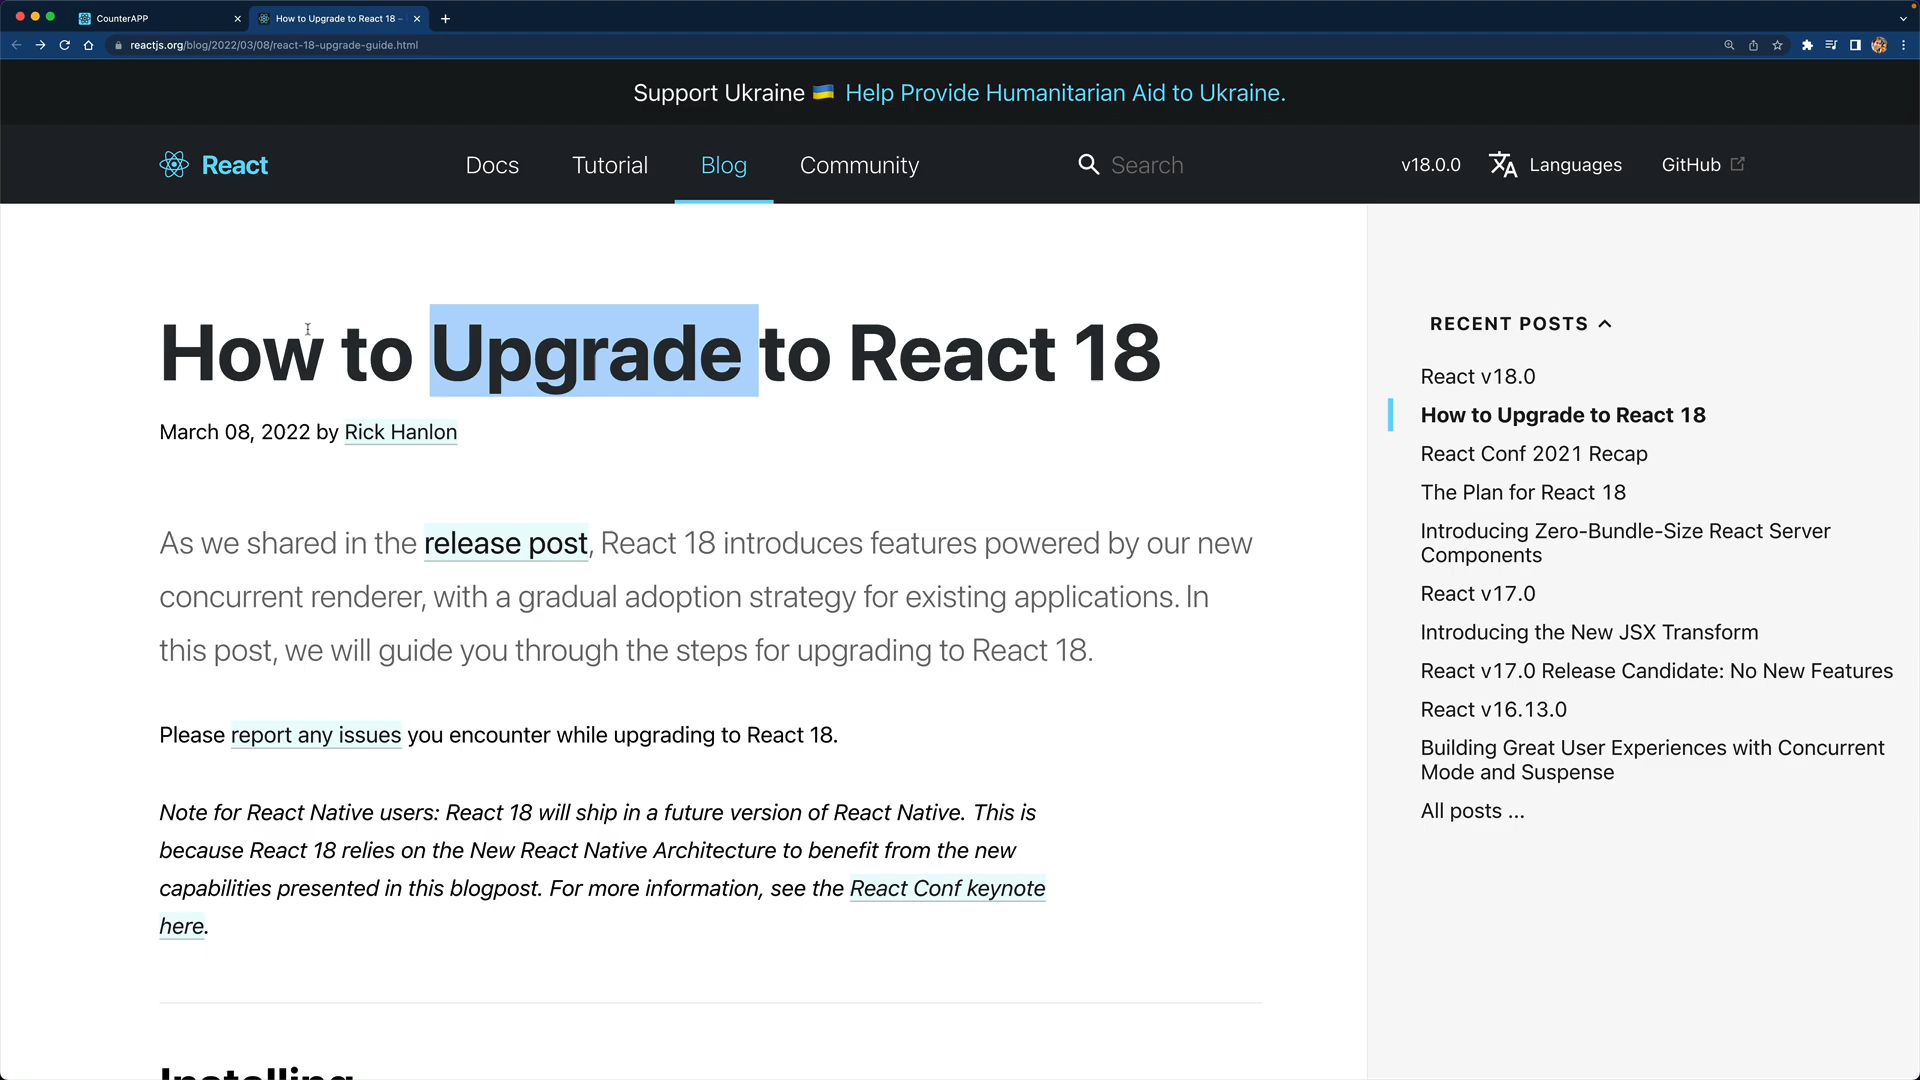 CounterAPP
How to Upgrade to React 18 –
reactjs.org/blog/2022/03/08/react-18-upgrade-guide.html
Support Ukraine 🇺🇦 Help Provide Humanitarian Aid to Ukraine.
React
Docs
Tutorial
Blog
Community
Search
v18.0.0
Languages
GitHub
How to Upgrade to React 18
March 08, 2022 by Rick Hanlon
As we shared in the release post, React 18 introduces features powered by our new
concurrent renderer, with a gradual adoption strategy for existing applications. In
this post, we will guide you through the steps for upgrading to React 18.
Please report any issues you encounter while upgrading to React 18.
Note for React Native users: React 18 will ship in a future version of React Native. This is
because React 18 relies on the New React Native Architecture to benefit from the new
capabilities presented in this blogpost. For more information, see the React Conf keynote
here.
Installing
RECENT POSTS
React v18.0
How to Upgrade to React 18
React Conf 2021 Recap
The Plan for React 18
Introducing Zero-Bundle-Size React Server
Components
React v17.0
Introducing the New JSX Transform
React v17.0 Release Candidate: No New Features
React v16.13.0
Building Great User Experiences with Concurrent
Mode and Suspense
All posts ...